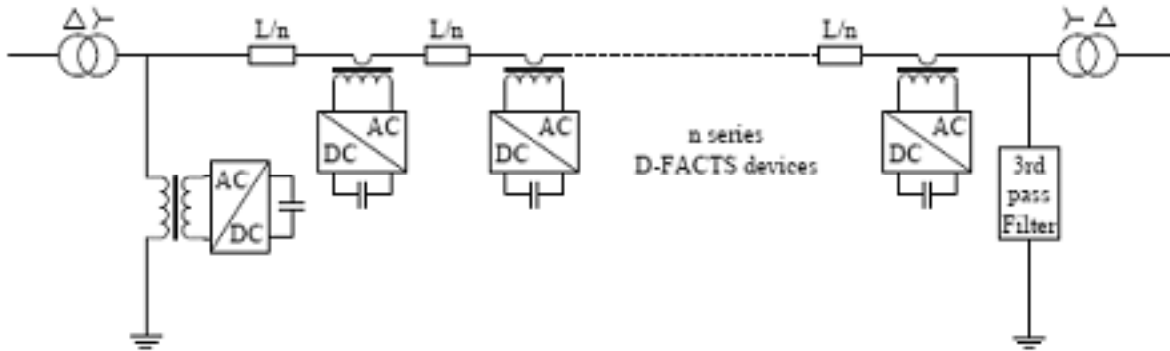 Δ Y
Y Δ
L/n
L/n
L/n
AC
DC
AC
DC
AC
DC
n series
D-FACTS devices
AC
DC
3rd
pass
Filter